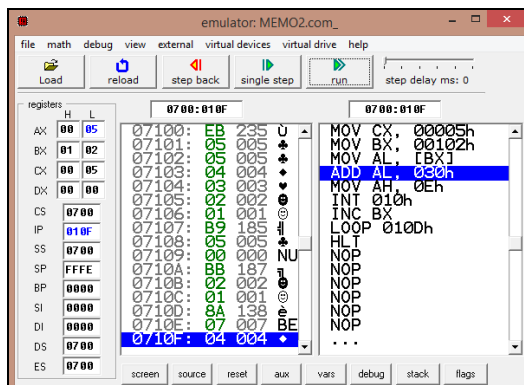 emulator: MEMO2.com_
file math debug view external virtual devices virtual drive help
Load reload step back single step run step delay ms: 0
registers 0700:010F 0700:010F
H L
AX 00 05
BX 01 02
CX 00 05
DX 00 00
CS 0700
IP 010F
SS 0700
SP FFFE
BP 0000
SI 0000
DI 0000
DS 0700
ES 0700
07100: EB 235 Ù
07101: 05 005 ♣
07102: 05 005 ♣
07103: 04 004 ♦
07104: 03 003 ♥
07105: 02 002 ☻
07106: 01 001 ☺
07107: B9 185 ╣
07108: 05 005 ♣
07109: 00 000 NU
0710A: BB 187 ╗
0710B: 02 002 ☻
0710C: 01 001 ☺
0710D: 8A 138 è
0710E: 07 007 BE
0710F: 04 004 ♦
MOV CX, 00005h
MOV BX, 00102h
MOV AL, [BX]
ADD AL, 030h
MOV AH, 0Eh
INT 010h
INC BX
LOOP 010Dh
HLT
NOP
NOP
NOP
NOP
NOP
NOP
...
screen source reset aux vars debug stack flags